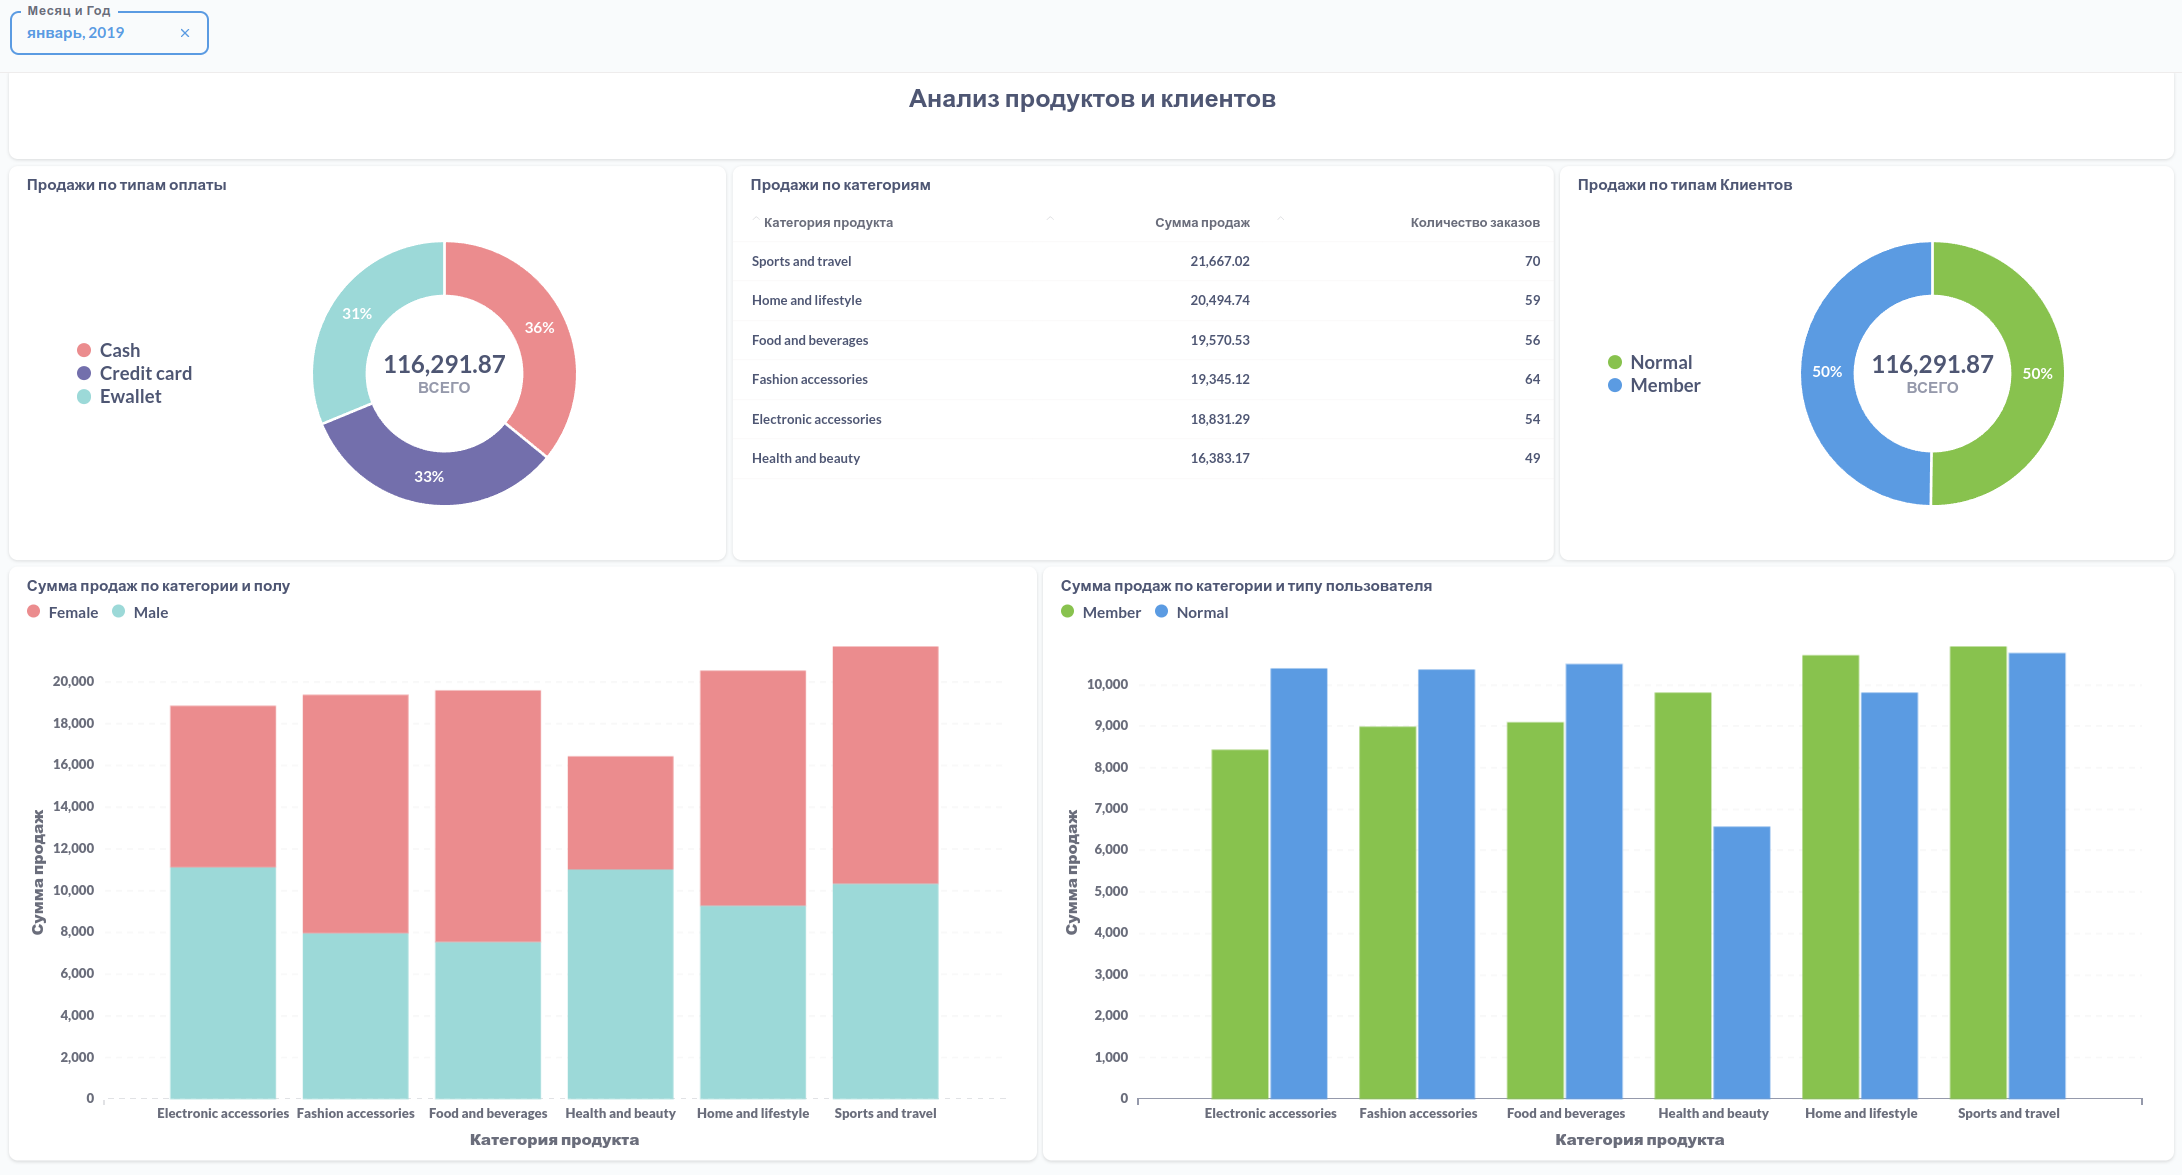 Месяц и Год
январь, 2019
Анализ продуктов и клиентов
Продажи по типам оплаты
Cash
Credit card
Ewallet
31%
36%
33%
116,291.87
ВСЕГО
Продажи по категориям
Категория продукта Сумма продаж Количество заказов
Sports and travel 21,667.02 70
Home and lifestyle 20,494.74 59
Food and beverages 19,570.53 56
Fashion accessories 19,345.12 64
Electronic accessories 18,831.29 54
Health and beauty 16,383.17 49
Продажи по типам Клиентов
Normal
Member
50%
116,291.87
ВСЕГО
50%
Сумма продаж по категории и полу
Female Male
Сумма продаж
20,000
18,000
16,000
14,000
12,000
10,000
8,000
6,000
4,000
2,000
0
Electronic accessories Fashion accessories Food and beverages Health and beauty Home and lifestyle Sports and travel
Категория продукта
Сумма продаж по категории и типу пользователя
Member Normal
Сумма продаж
10,000
9,000
8,000
7,000
6,000
5,000
4,000
3,000
2,000
1,000
0
Electronic accessories Fashion accessories Food and beverages Health and beauty Home and lifestyle Sports and travel
Категория продукта